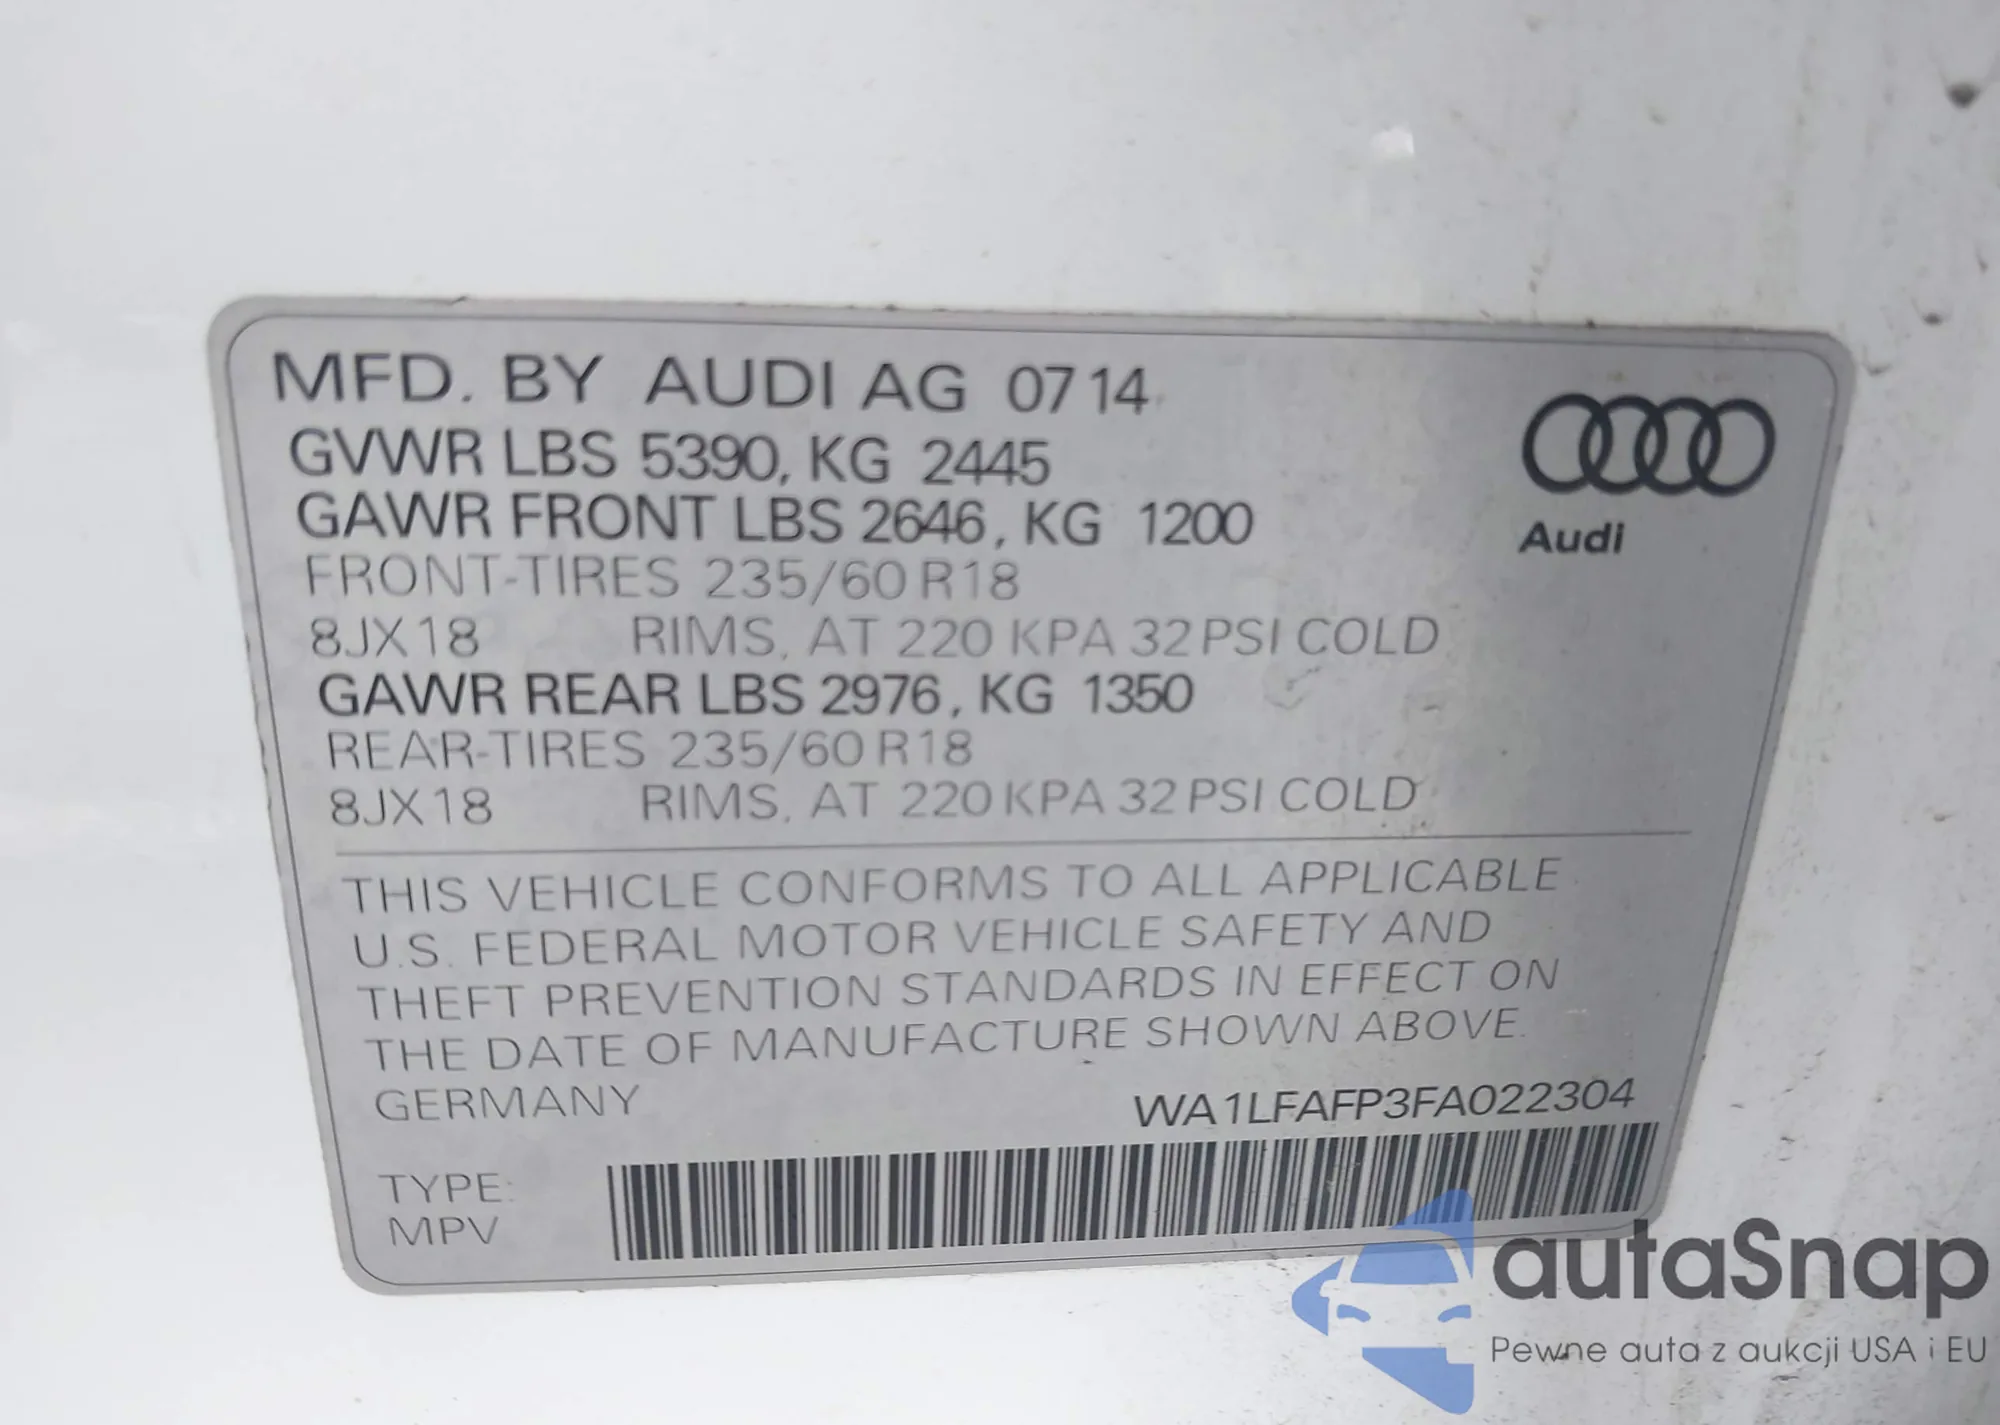 MFD. BY AUDI AG 07 14
GVWR LBS 5390, KG 2445
GAWR FRONT LBS 2646, KG 1200
FRONT-TIRES 235/60 R18
8JX18 RIMS, AT 220 KPA 32 PSI COLD
GAWR REAR LBS 2976, KG 1350
REAR-TIRES 235/60 R18
8JX18 RIMS, AT 220 KPA 32 PSI COLD
Audi
THIS VEHICLE CONFORMS TO ALL APPLICABLE
U.S. FEDERAL MOTOR VEHICLE SAFETY AND
THEFT PREVENTION STANDARDS IN EFFECT ON
THE DATE OF MANUFACTURE SHOWN ABOVE.
GERMANY WA1LFAFP3FA022304
TYPE:
MPV
autaSnap
Pewne auta z aukcji USA i EU